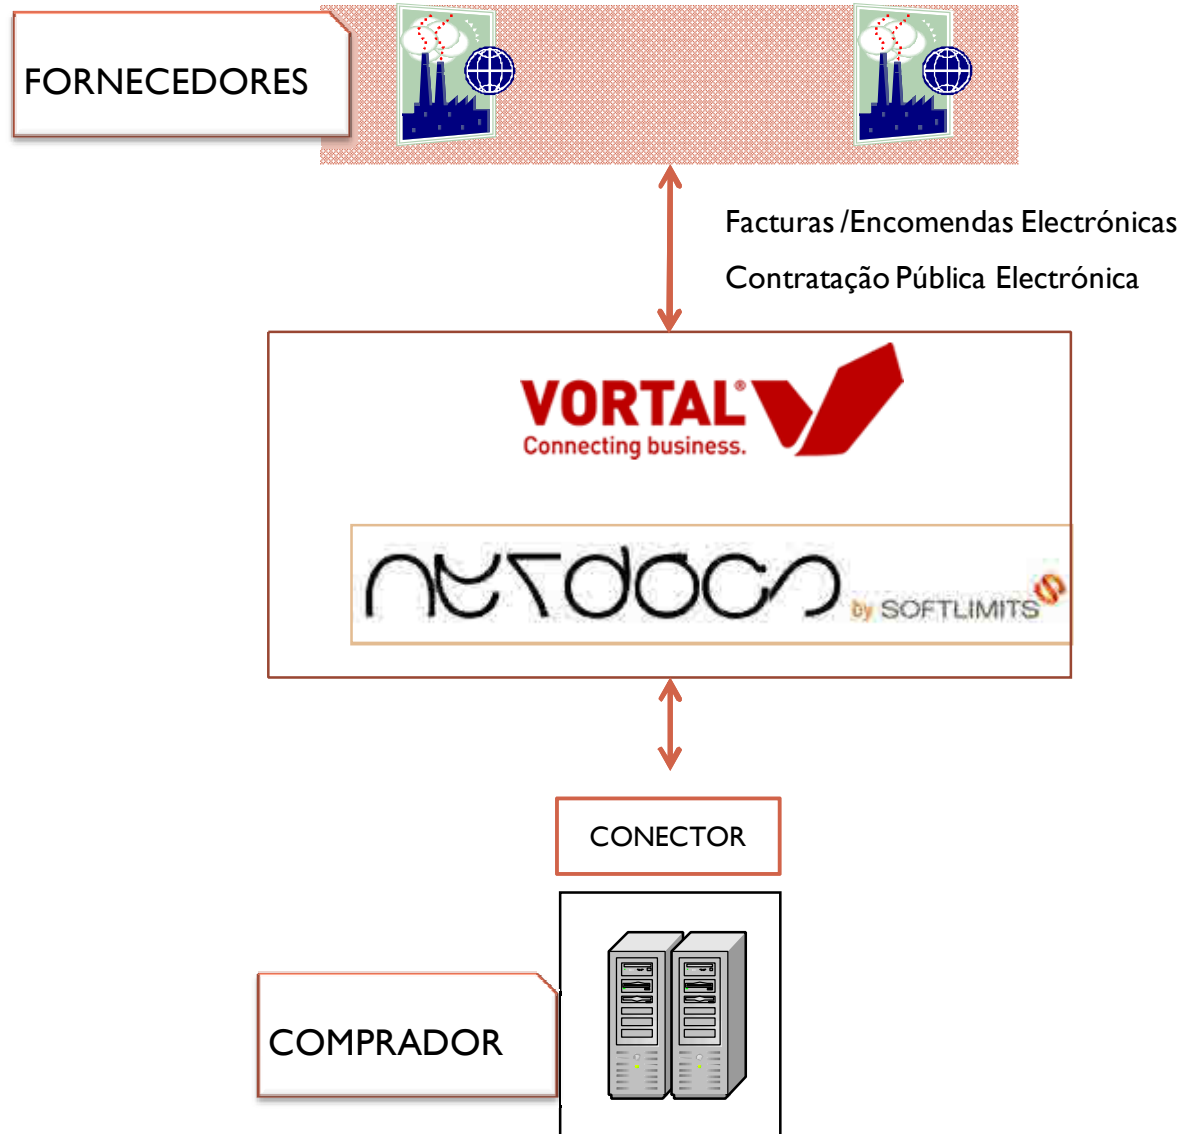 FORNECEDORES
Facturas /Encomendas Electrónicas
Contratação Pública Electrónica
VORTAL®
Connecting business.
netdocs by SOFTLIMITS
CONECTOR
COMPRADOR